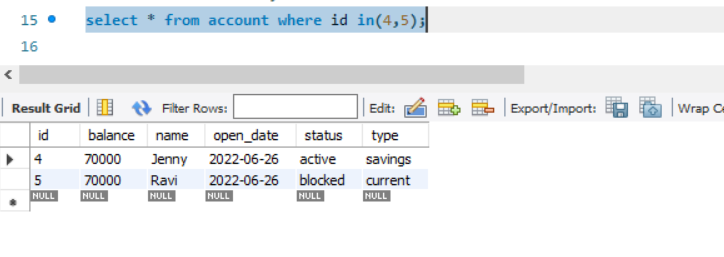 15 select * from account where id in(4,5);
16
Result Grid Filter Rows: Edit: Export/Import: Wrap Ce
id balance name open_date status type
4 70000 Jenny 2022-06-26 active savings
5 70000 Ravi 2022-06-26 blocked current
NULL NULL NULL NULL NULL NULL